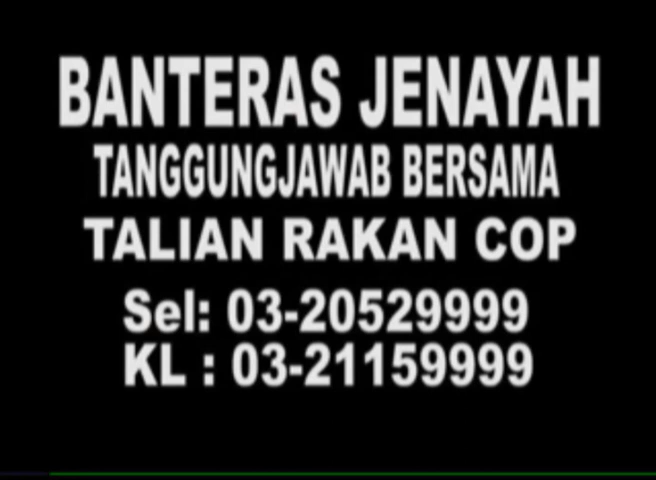 BANTERAS JENAYAH
TANGGUNGJAWAB BERSAMA
TALIAN RAKAN COP
Sel: 03-20529999
KL : 03-21159999